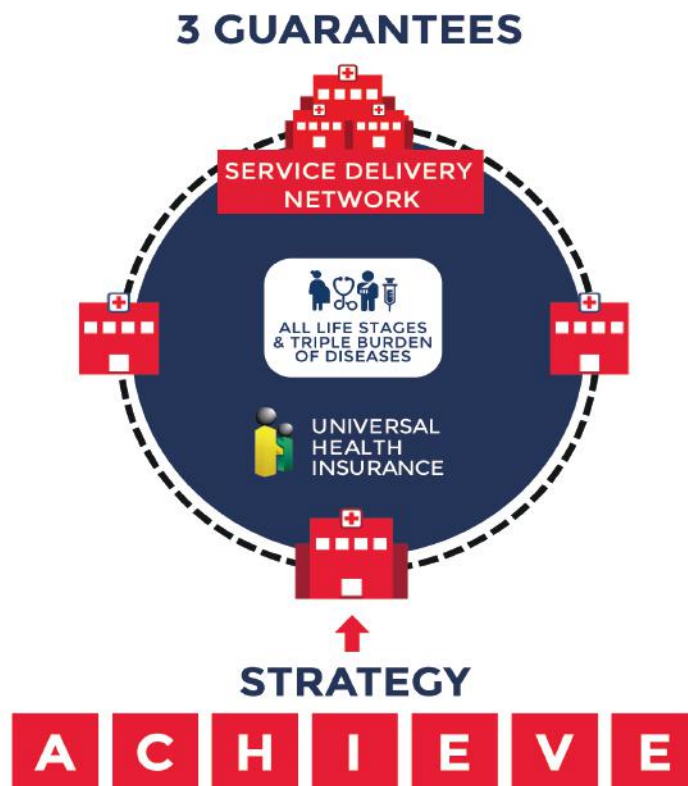 3 GUARANTEES
SERVICE DELIVERY
NETWORK
ALL LIFE STAGES
& TRIPLE BURDEN
OF DISEASES
UNIVERSAL
HEALTH
INSURANCE
STRATEGY
A C H I E V E